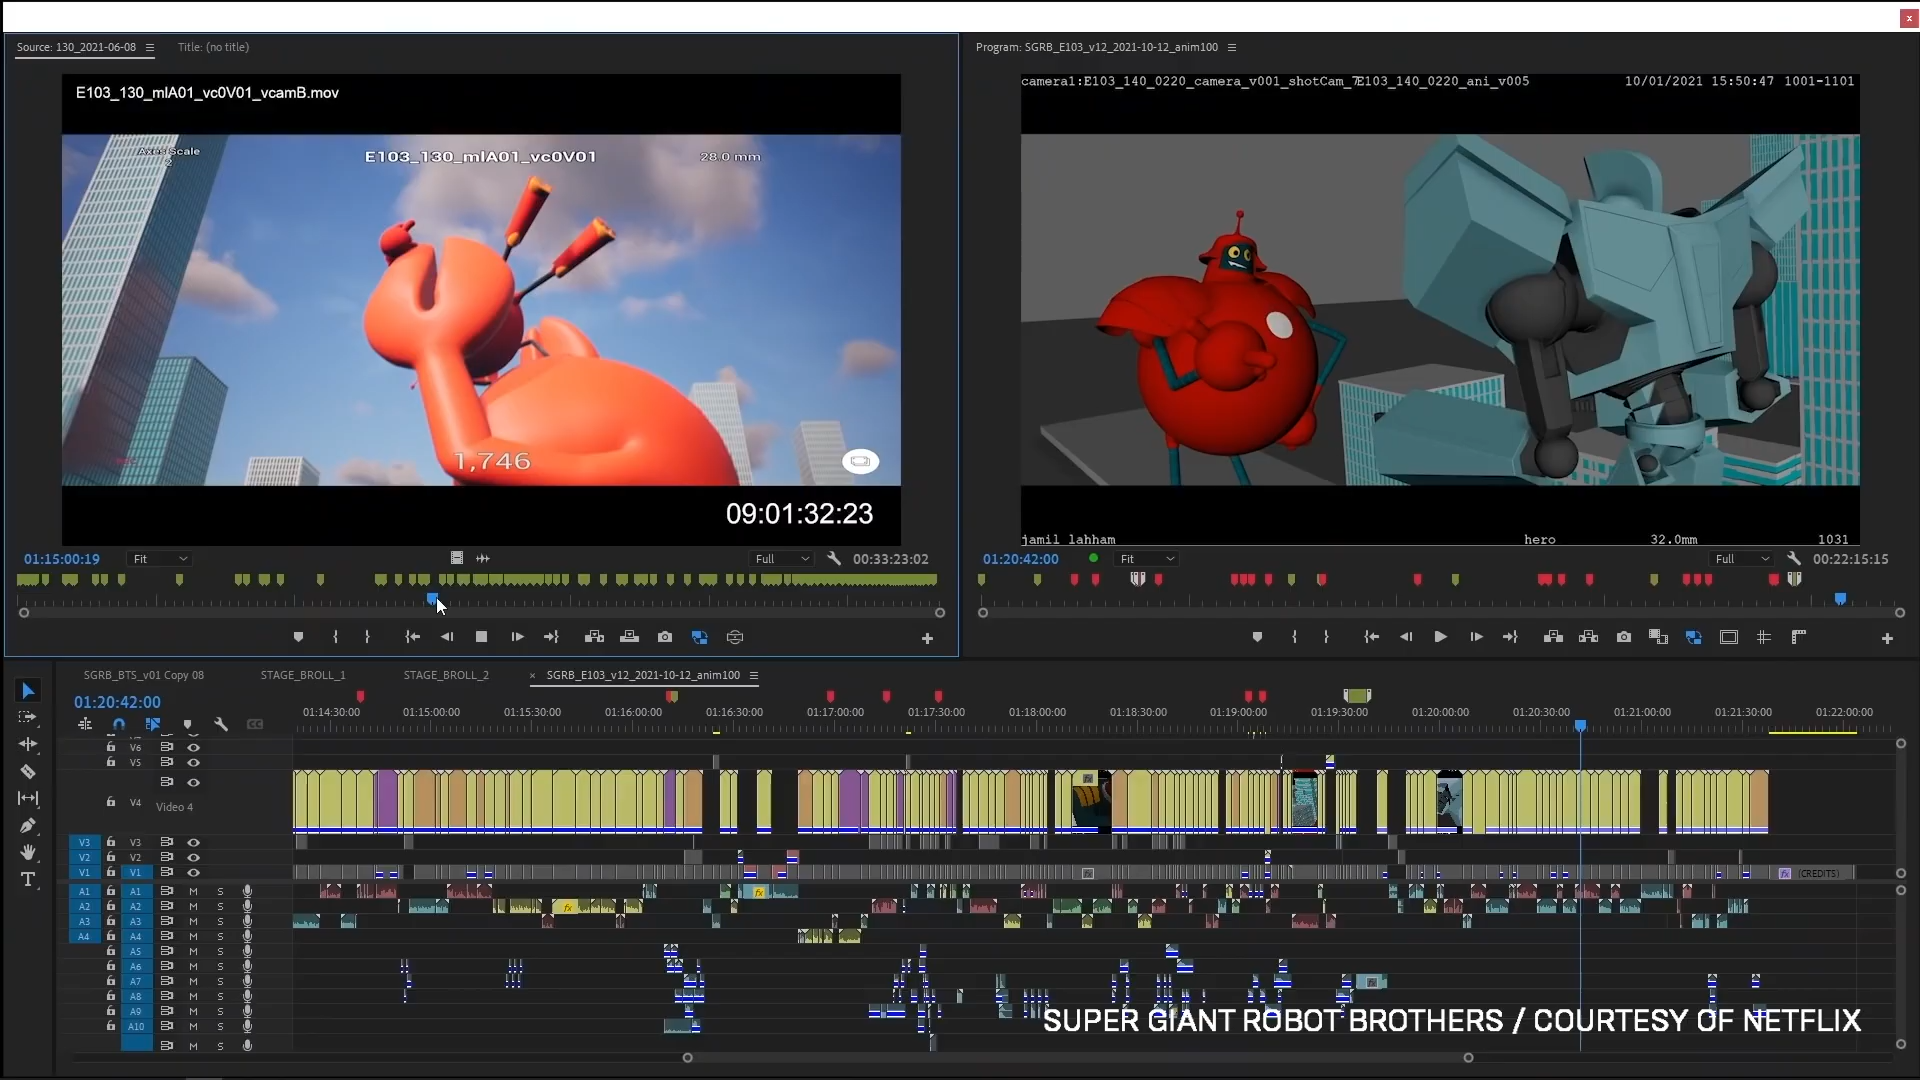 Source: 130_2021-06-08
Title: (no title)
E103_130_mlA01_vc0V01_vcamB.mov
Axes Scale
2
E103_130_mlA01_vc0V01
28.0 mm
1,746
09:01:32:23
01:15:00:19
Fit
Full
00:33:23:02
Program: SGRB_E103_v12_2021-10-12_anim100
camera1:E103_140_0220_camera_v001_shotCam_7E103_140_0220_ani_v005
10/01/2021 15:50:47 1001-1101
jamil lahham
hero
32.0mm
1031
01:20:42:00
Fit
Full
00:22:15:15
SGRB_BTS_v01 Copy 08
STAGE_BROLL_1
STAGE_BROLL_2
× SGRB_E103_v12_2021-10-12_anim100
01:20:42:00
01:14:30:00 01:15:00:00 01:15:30:00 01:16:00:00 01:16:30:00 01:17:00:00 01:17:30:00 01:18:00:00 01:18:30:00 01:19:00:00 01:19:30:00 01:20:00:00 01:20:30:00 01:21:00:00 01:21:30:00 01:22:00:00
V6
V5
V4 Video 4
V3 V3
V2 V2
V1 V1
fx (CREDITS)
A1 A1 M S
fx
A2 A2 M S
fx
A3 A3 M S
A4 A4 M S
A5 M S
A6 M S
A7 M S
A8 M S
A9 M S
A10 M S
M S
SUPER GIANT ROBOT BROTHERS / COURTESY OF NETFLIX